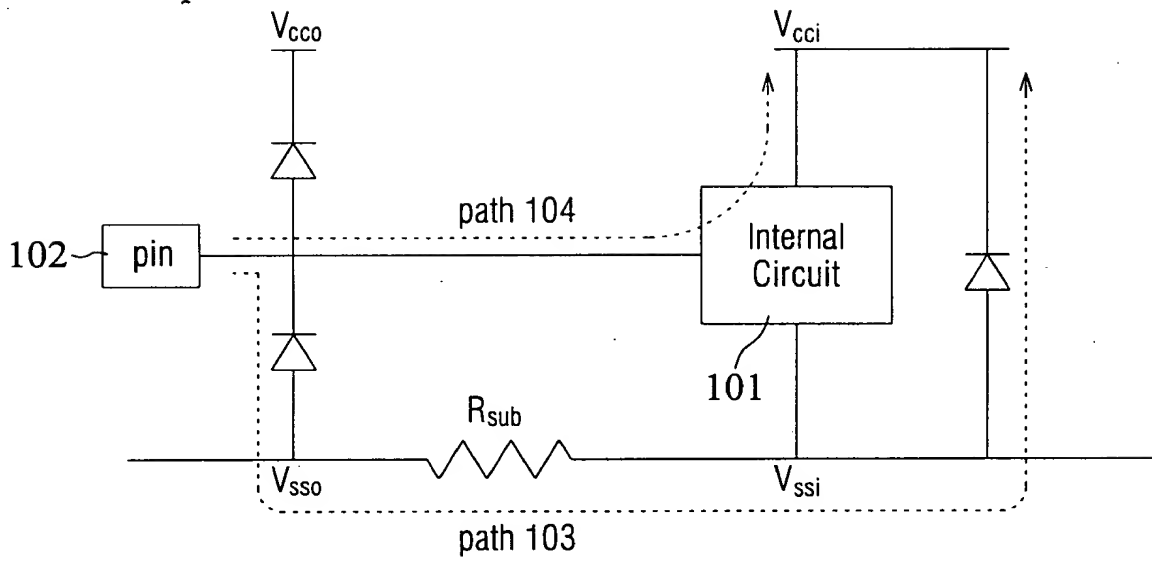 Vcco
Vcci
path 104
102
pin
Internal
Circuit
101
Rsub
Vsso
Vssi
path 103